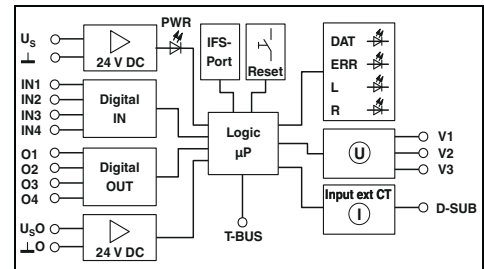 PWR
U_S
24 V DC
IFS-
Port
Reset
DAT
ERR
L
R
IN1
IN2
IN3
IN4
Digital
IN
O1
O2
O3
O4
Digital
OUT
Logic
µP
U
V1
V2
V3
Input ext CT
I
D-SUB
U_SO
⊥O
24 V DC
T-BUS